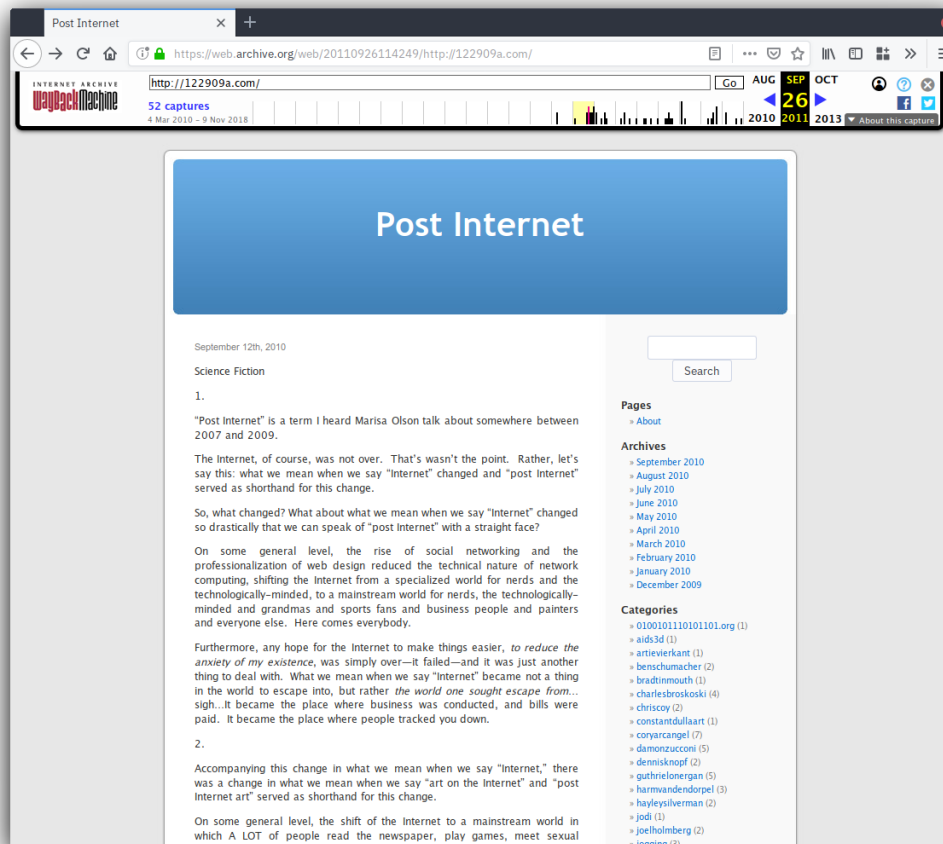 Post Internet
https://web.archive.org/web/20110926114249/http://122909a.com/
INTERNET ARCHIVE
WayBackMachine
http://122909a.com/
Go
52 captures
4 Mar 2010 – 9 Nov 2018
AUG SEP OCT
26
2010 2011 2013
About this capture
Post Internet
September 12th, 2010
Science Fiction
1.
“Post Internet” is a term I heard Marisa Olson talk about somewhere between
2007 and 2009.
The Internet, of course, was not over. That’s wasn’t the point. Rather, let’s
say this: what we mean when we say “Internet” changed and “post Internet”
served as shorthand for this change.
So, what changed? What about what we mean when we say “Internet” changed
so drastically that we can speak of “post Internet” with a straight face?
On some general level, the rise of social networking and the
professionalization of web design reduced the technical nature of network
computing, shifting the Internet from a specialized world for nerds and the
technologically-minded, to a mainstream world for nerds, the technologically-
minded and grandmas and sports fans and business people and painters
and everyone else. Here comes everybody.
Furthermore, any hope for the Internet to make things easier, to reduce the
anxiety of my existence, was simply over—it failed—and it was just another
thing to deal with. What we mean when we say “Internet” became not a thing
in the world to escape into, but rather the world one sought escape from…
sigh…It became the place where business was conducted, and bills were
paid. It became the place where people tracked you down.
2.
Accompanying this change in what we mean when we say “Internet,” there
was a change in what we mean when we say “art on the Internet” and “post
Internet art” served as shorthand for this change.
On some general level, the shift of the Internet to a mainstream world in
which A LOT of people read the newspaper, play games, meet sexual
Search
Pages
» About
Archives
» September 2010
» August 2010
» July 2010
» June 2010
» May 2010
» April 2010
» March 2010
» February 2010
» January 2010
» December 2009
Categories
» 0100101110101101.org (1)
» aids3d (1)
» artievierkant (1)
» benschumacher (2)
» bradtinmouth (1)
» charlesbroskoski (4)
» chriscoy (2)
» constantdullaart (1)
» coryarcangel (7)
» damonzucconi (5)
» dennisknopf (2)
» guthrielonergan (5)
» harmvandendorpel (3)
» hayleysilverman (2)
» jodi (1)
» joelholmberg (2)
» jogging (3)